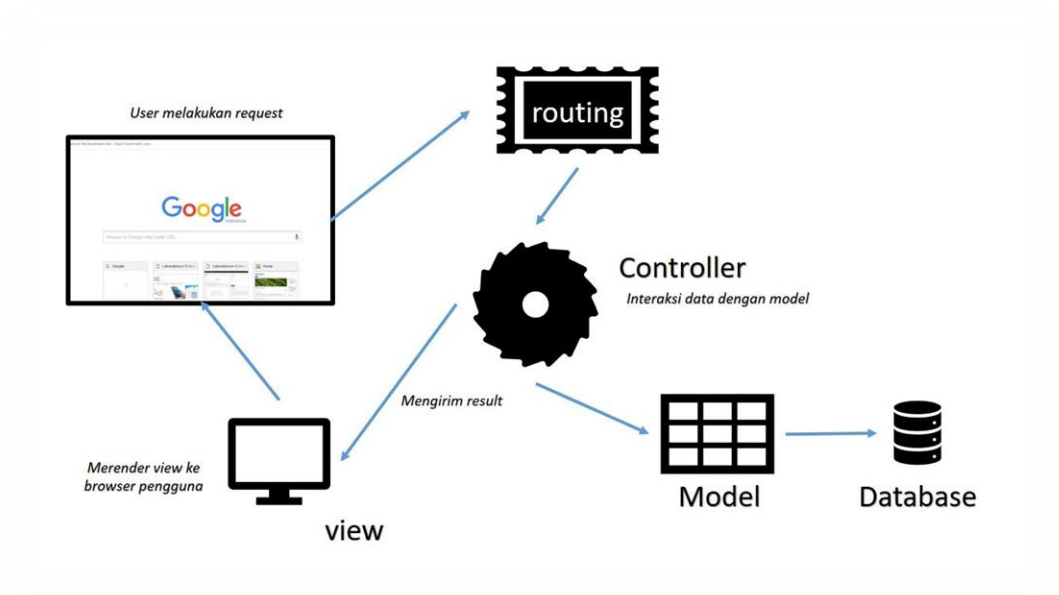 User melakukan request
routing
Google
Indonesia
Controller
Interaksi data dengan model
Mengirim result
Merender view ke
browser pengguna
view
Model
Database